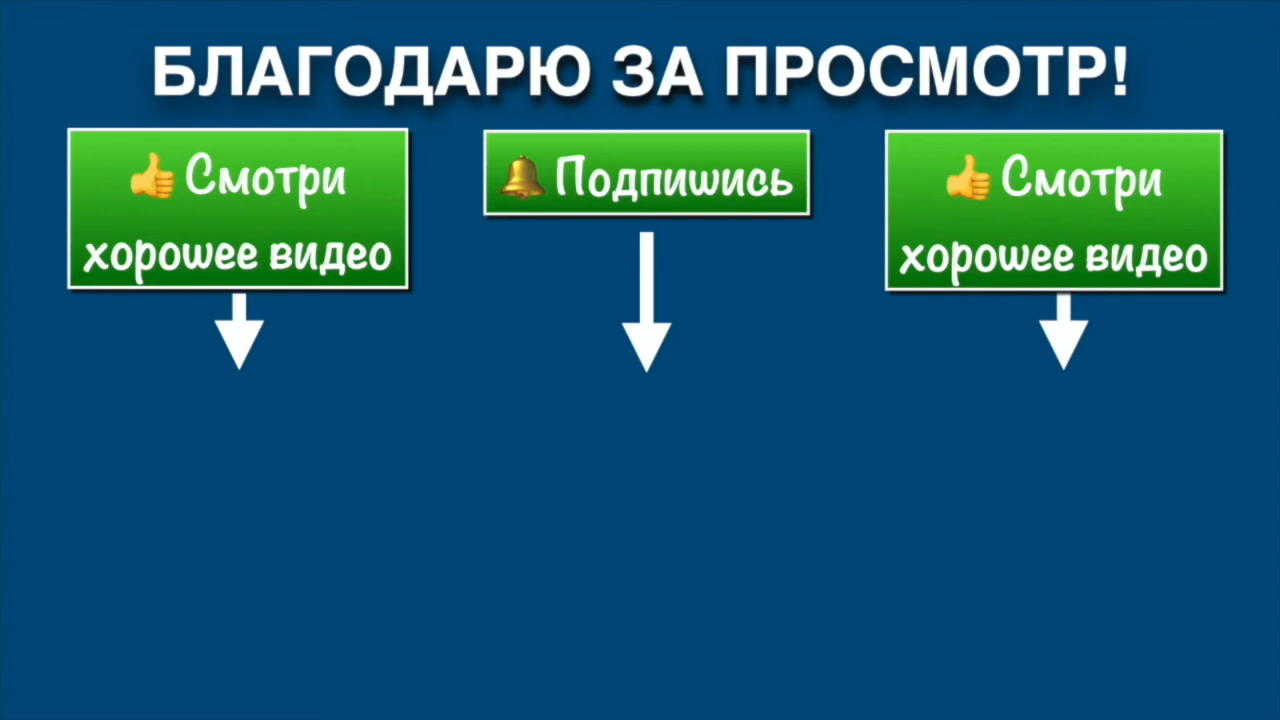 БЛАГОДАРЮ ЗА ПРОСМОТР!
👍 Смотри
хорошее видео
🔔 Подпишись
👍 Смотри
хорошее видео